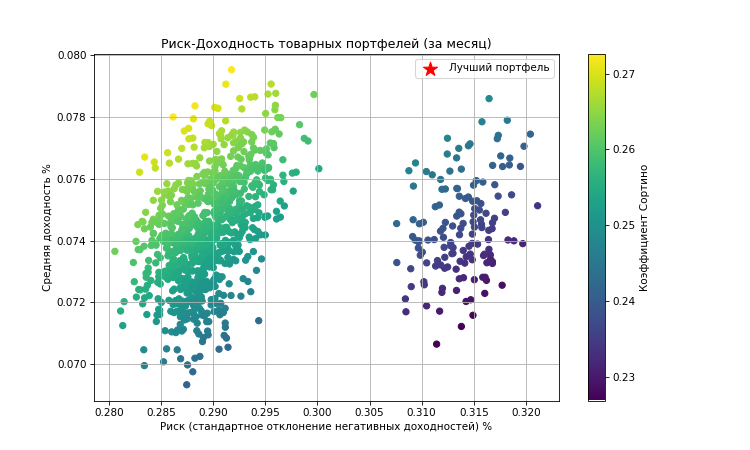 Риск-Доходность товарных портфелей (за месяц)
Лучший портфель
Средняя доходность %
0.080
0.078
0.076
0.074
0.072
0.070
0.280 0.285 0.290 0.295 0.300 0.305 0.310 0.315 0.320
Риск (стандартное отклонение негативных доходностей) %
0.27
0.26
0.25
0.24
0.23
Коэффициент Сортино